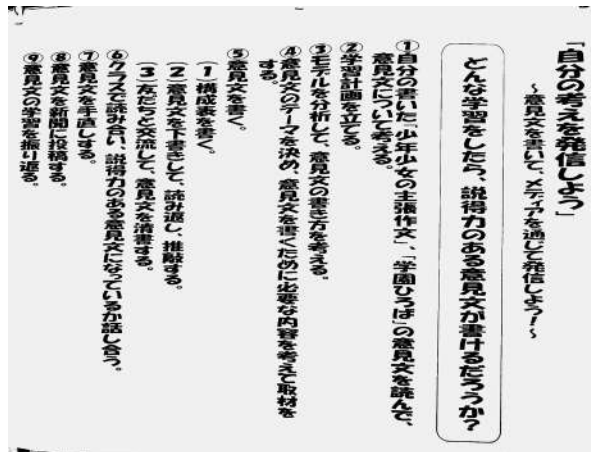 「自分の考えを発信しよう」
～意見文を書いて、メディアを通じて発信しよう！～
どんな学習をしたら、説得力のある意見文が書けるだろうか？
①自分の書いた「少年少女の主張作文」、「学園ひろば」の意見文を読んで、
意見文について考える。
②学習計画を立てる。
③モデルを分析して、意見文の書き方を考える。
④意見文のテーマを決め、意見文を書くために必要な内容を考えて取材を
する。
⑤意見文を書く。
（１）構成表を書く。
（２）意見文を下書きして、読み返し、推敲する。
（３）友だちと交流して、意見文を清書する。
⑥クラスで読み合い、説得力のある意見文になっているか話し合う。
⑦意見文を手直しする。
⑧意見文を新聞に投稿する。
⑨意見文の学習を振り返る。